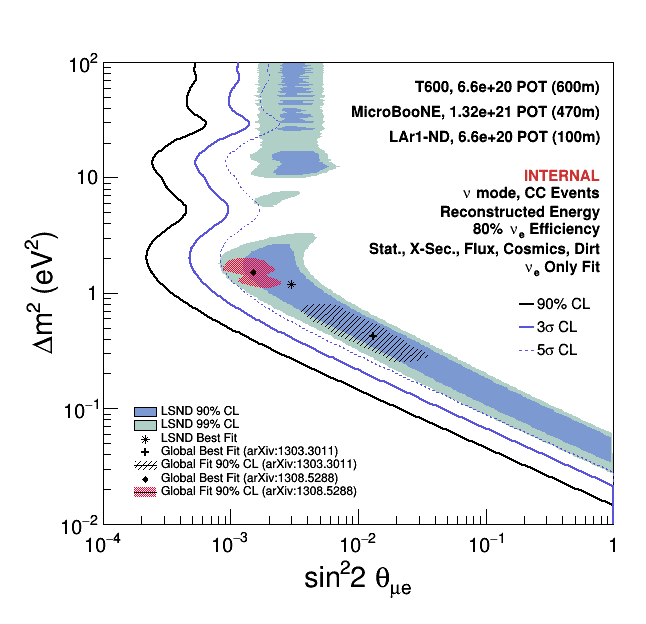 10²
10
1
10⁻¹
10⁻²
Δm² (eV²)
T600, 6.6e+20 POT (600m)
MicroBooNE, 1.32e+21 POT (470m)
LAr1-ND, 6.6e+20 POT (100m)
INTERNAL
ν mode, CC Events
Reconstructed Energy
80% νₑ Efficiency
Stat., X-Sec., Flux, Cosmics, Dirt
νₑ Only Fit
90% CL
3σ CL
5σ CL
LSND 90% CL
LSND 99% CL
LSND Best Fit
Global Best Fit (arXiv:1303.3011)
Global Fit 90% CL (arXiv:1303.3011)
Global Best Fit (arXiv:1308.5288)
Global Fit 90% CL (arXiv:1308.5288)
10⁻⁴ 10⁻³ 10⁻² 10⁻¹ 1
sin²2 θμe